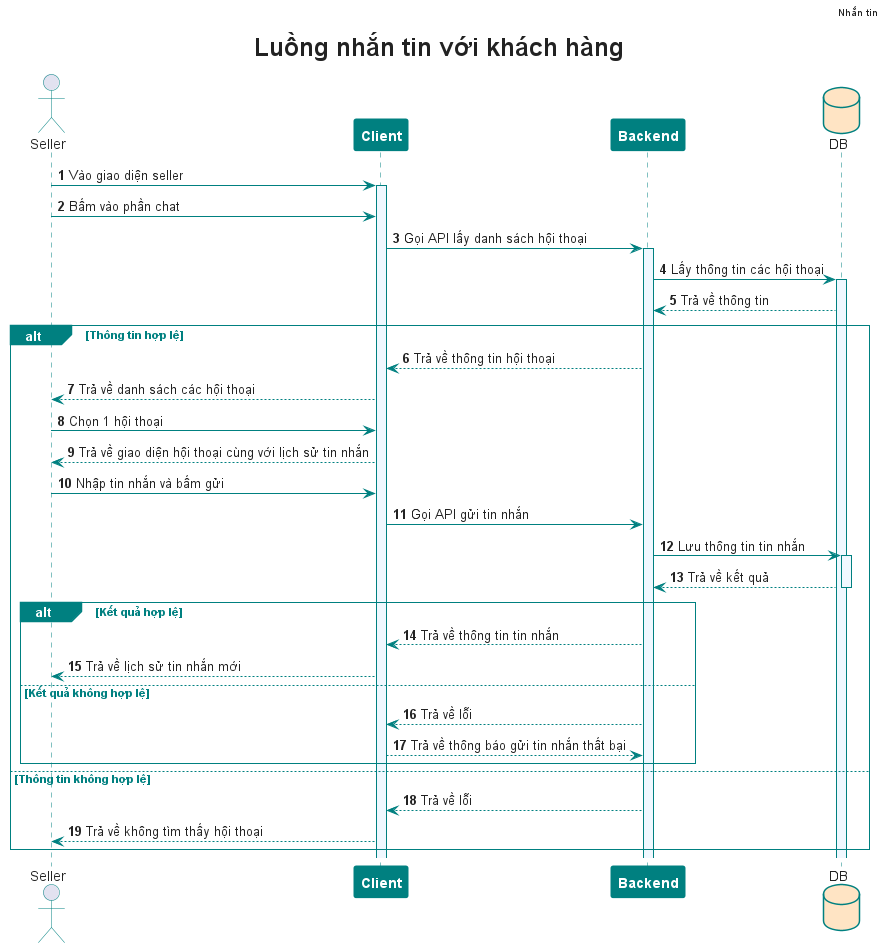 Nhắn tin
Luồng nhắn tin với khách hàng
Seller
Client
Backend
DB
1 Vào giao diện seller
2 Bấm vào phần chat
3 Gọi API lấy danh sách hội thoại
4 Lấy thông tin các hội thoại
5 Trả về thông tin
alt [Thông tin hợp lệ]
6 Trả về thông tin hội thoại
7 Trả về danh sách các hội thoại
8 Chọn 1 hội thoại
9 Trả về giao diện hội thoại cùng với lịch sử tin nhắn
10 Nhập tin nhắn và bấm gửi
11 Gọi API gửi tin nhắn
12 Lưu thông tin tin nhắn
13 Trả về kết quả
alt [Kết quả hợp lệ]
14 Trả về thông tin tin nhắn
15 Trả về lịch sử tin nhắn mới
[Kết quả không hợp lệ]
16 Trả về lỗi
17 Trả về thông báo gửi tin nhắn thất bại
[Thông tin không hợp lệ]
18 Trả về lỗi
19 Trả về không tìm thấy hội thoại
Seller
Client
Backend
DB